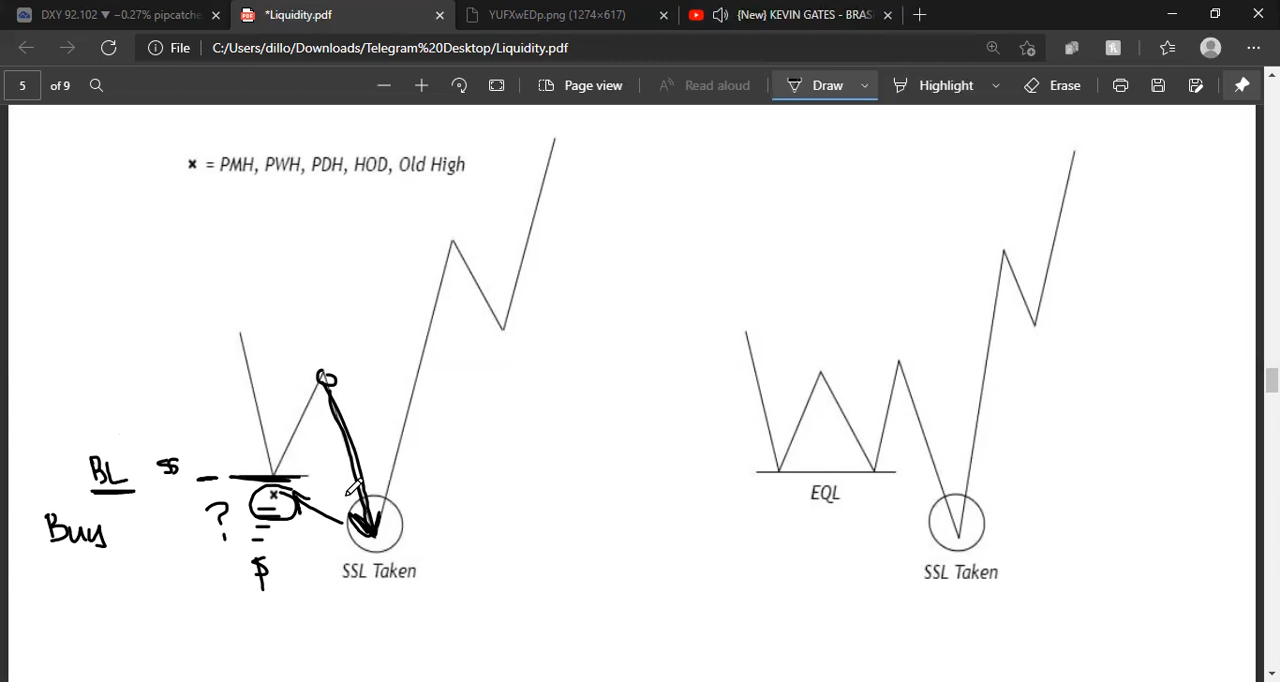 DXY 92.102 ▼ −0.27% pipcatche
*Liquidity.pdf
YUFXwEDp.png (1274×617)
{New} KEVIN GATES - BRAS
File
C:/Users/dillo/Downloads/Telegram%20Desktop/Liquidity.pdf
5 of 9
Page view
Read aloud
Draw
Highlight
Erase
x = PMH, PWH, PDH, HOD, Old High
BL
SS
x
EQL
?
Buy
$
SSL Taken
SSL Taken